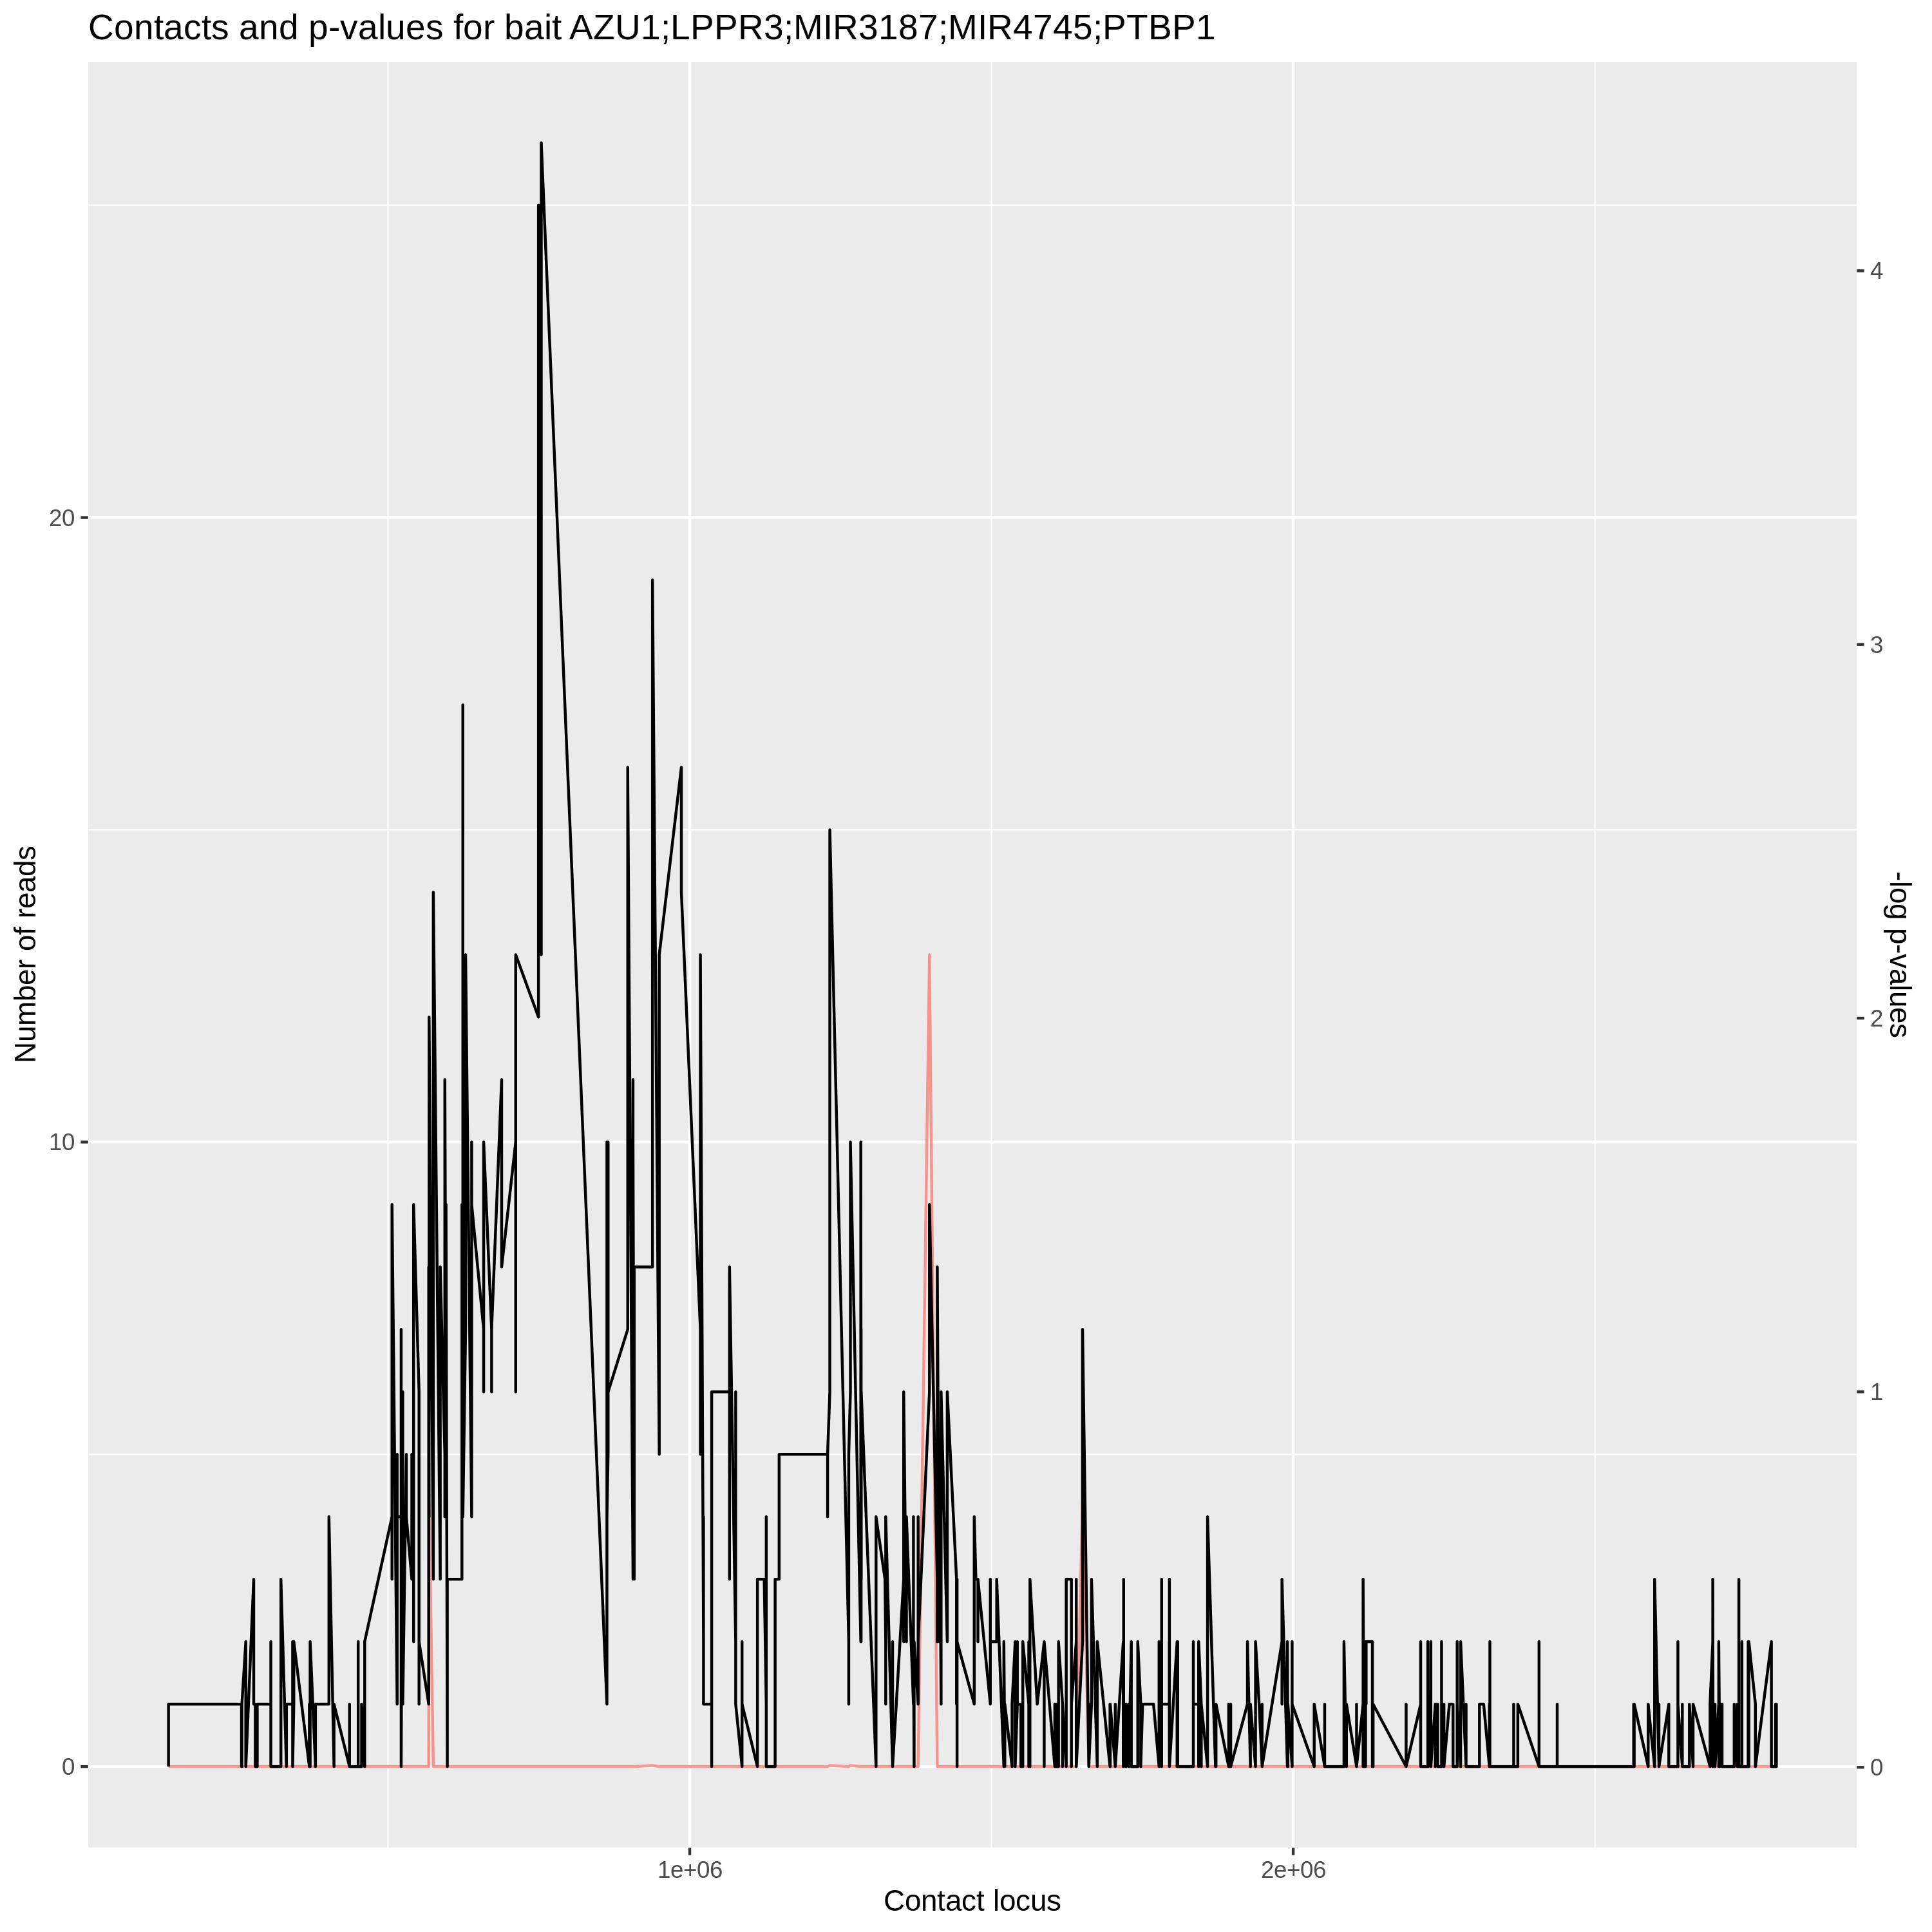 Contacts and p-values for bait AZU1;LPPR3;MIR3187;MIR4745;PTBP1
Number of reads
20
10
0
4
3
2
1
0
-log p-values
1e+06
2e+06
Contact locus